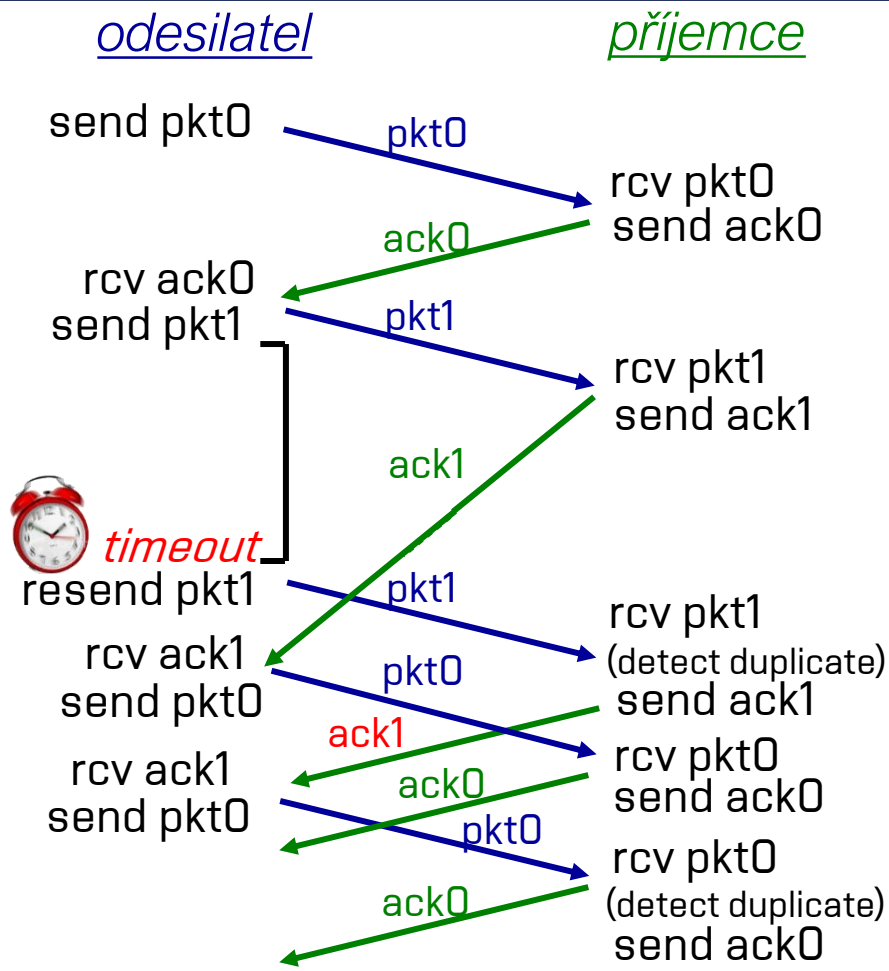 odesilatel
příjemce
send pkt0
pkt0
rcv pkt0
send ack0
ack0
rcv ack0
send pkt1
pkt1
rcv pkt1
send ack1
ack1
timeout
resend pkt1
pkt1
rcv pkt1
(detect duplicate)
send ack1
rcv ack1
send pkt0
pkt0
ack1
rcv pkt0
send ack0
rcv ack1
send pkt0
ack0
pkt0
rcv pkt0
(detect duplicate)
send ack0
ack0